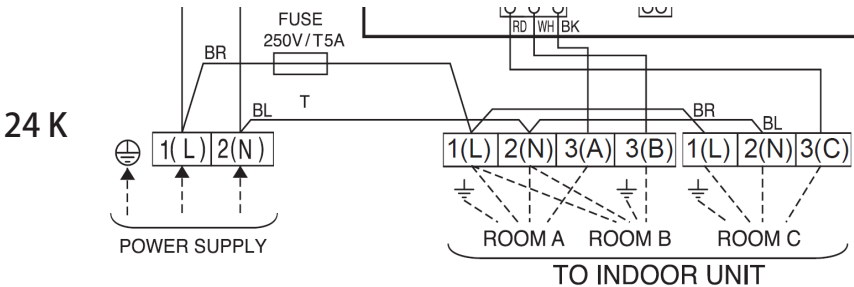 FUSE
250V/T5A
RD WH BK
BR
T
BL
BR
BL
24 K
1(L) 2(N) 1(L) 2(N) 3(A) 3(B) 1(L) 2(N) 3(C)
POWER SUPPLY
ROOM A ROOM B ROOM C
TO INDOOR UNIT